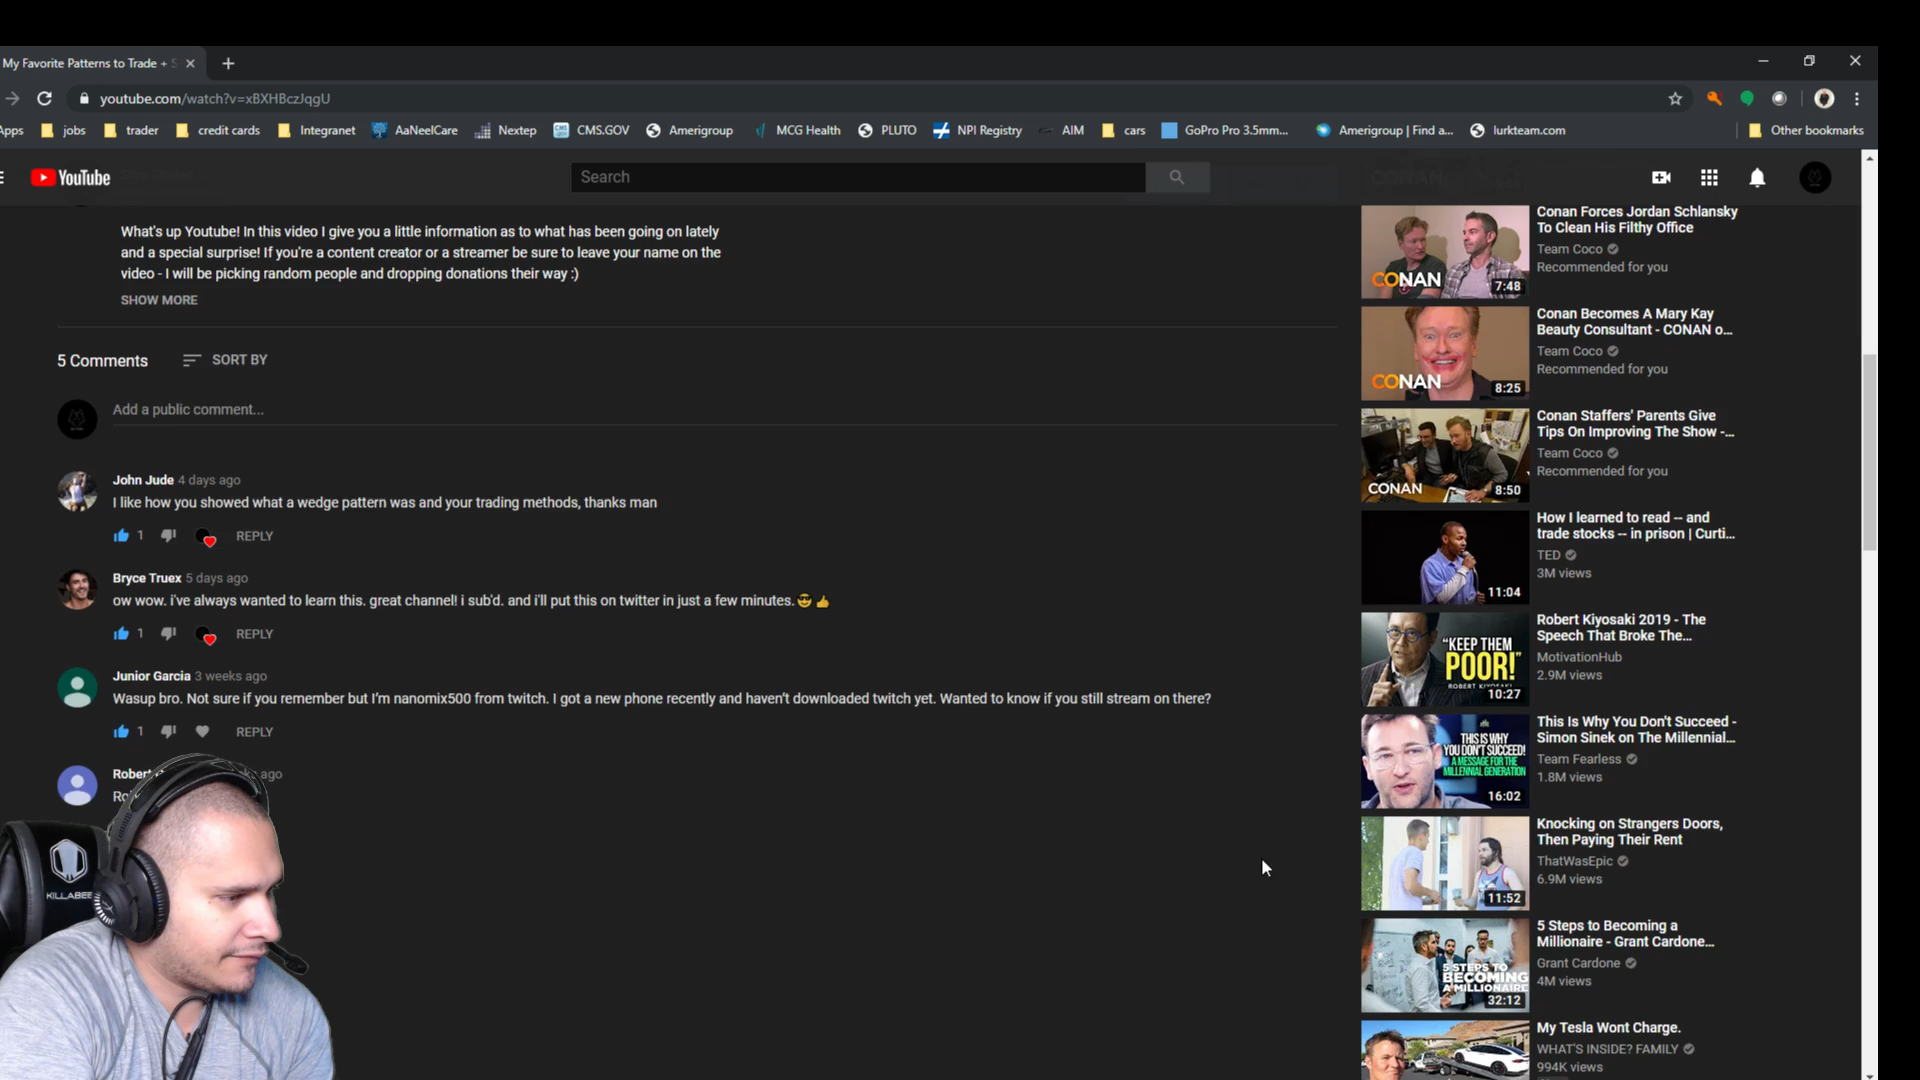 My Favorite Patterns to Trade +
youtube.com/watch?v=xBXHBczJqgU
Apps jobs trader credit cards Integranet AaNeelCare Nextep CMS.GOV Amerigroup MCG Health PLUTO NPI Registry AIM cars GoPro Pro 3.5mm... Amerigroup | Find a... lurkteam.com Other bookmarks
YouTube
Search
What's up Youtube! In this video I give you a little information as to what has been going on lately
and a special surprise! If you're a content creator or a streamer be sure to leave your name on the
video - I will be picking random people and dropping donations their way :)
SHOW MORE
5 Comments SORT BY
Add a public comment...
John Jude 4 days ago
I like how you showed what a wedge pattern was and your trading methods, thanks man
1 REPLY
Bryce Truex 5 days ago
ow wow. i've always wanted to learn this. great channel! i sub'd. and i'll put this on twitter in just a few minutes.😎👍
1 REPLY
Junior Garcia 3 weeks ago
Wasup bro. Not sure if you remember but I'm nanomix500 from twitch. I got a new phone recently and haven't downloaded twitch yet. Wanted to know if you still stream on there?
1 REPLY
Robert ago
KILLABEE
Conan Forces Jordan Schlansky
To Clean His Filthy Office
Team Coco
Recommended for you
CONAN
7:48
Conan Becomes A Mary Kay
Beauty Consultant - CONAN o...
Team Coco
Recommended for you
CONAN
8:25
Conan Staffers' Parents Give
Tips On Improving The Show -...
Team Coco
Recommended for you
CONAN
8:50
How I learned to read -- and
trade stocks -- in prison | Curti...
TED
3M views
11:04
Robert Kiyosaki 2019 - The
Speech That Broke The...
MotivationHub
2.9M views
"KEEP THEM
POOR!"
ROBERT KIYOSAKI
10:27
This Is Why You Don't Succeed -
Simon Sinek on The Millennial...
Team Fearless
1.8M views
THIS IS WHY
YOU DON'T SUCCEED!
A MESSAGE FOR THE
MILLENNIAL GENERATION
16:02
Knocking on Strangers Doors,
Then Paying Their Rent
ThatWasEpic
6.9M views
11:52
5 Steps to Becoming a
Millionaire - Grant Cardone...
Grant Cardone
4M views
5 STEPS TO
BECOMING
A MILLIONAIRE
32:12
My Tesla Wont Charge.
WHAT'S INSIDE? FAMILY
994K views